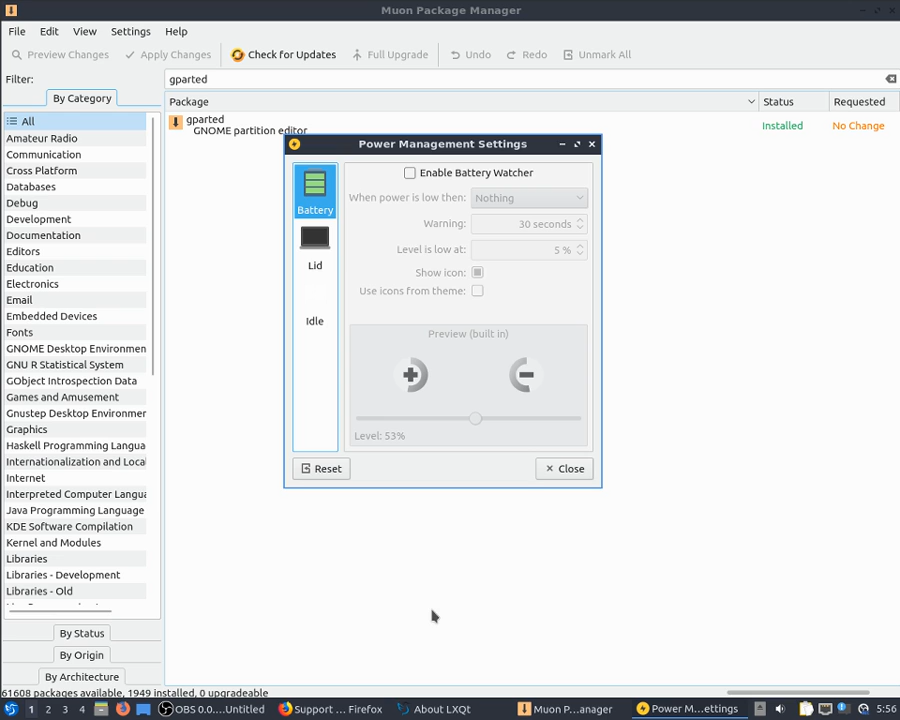 Muon Package Manager
File Edit View Settings Help
Preview Changes Apply Changes Check for Updates Full Upgrade Undo Redo Unmark All
Filter: gparted
By Category
Package Status Requested
All
gparted
GNOME partition editor
Installed No Change
Amateur Radio
Communication
Cross Platform
Databases
Debug
Development
Documentation
Editors
Education
Electronics
Email
Embedded Devices
Fonts
GNOME Desktop Environmen
GNU R Statistical System
GObject Introspection Data
Games and Amusement
Gnustep Desktop Environmer
Graphics
Haskell Programming Langua
Internationalization and Local
Internet
Interpreted Computer Langu
Java Programming Language
KDE Software Compilation
Kernel and Modules
Libraries
Libraries - Development
Libraries - Old
By Status
By Origin
By Architecture
Power Management Settings
Battery
Lid
Idle
Enable Battery Watcher
When power is low then: Nothing
Warning: 30 seconds
Level is low at: 5 %
Show icon:
Use icons from theme:
Preview (built in)
Level: 53%
Reset Close
61608 packages available, 1949 installed, 0 upgradeable
1 2 3 4 OBS 0.0....Untitled Support ... Firefox About LXQt Muon P...anager Power M...ettings 5:56